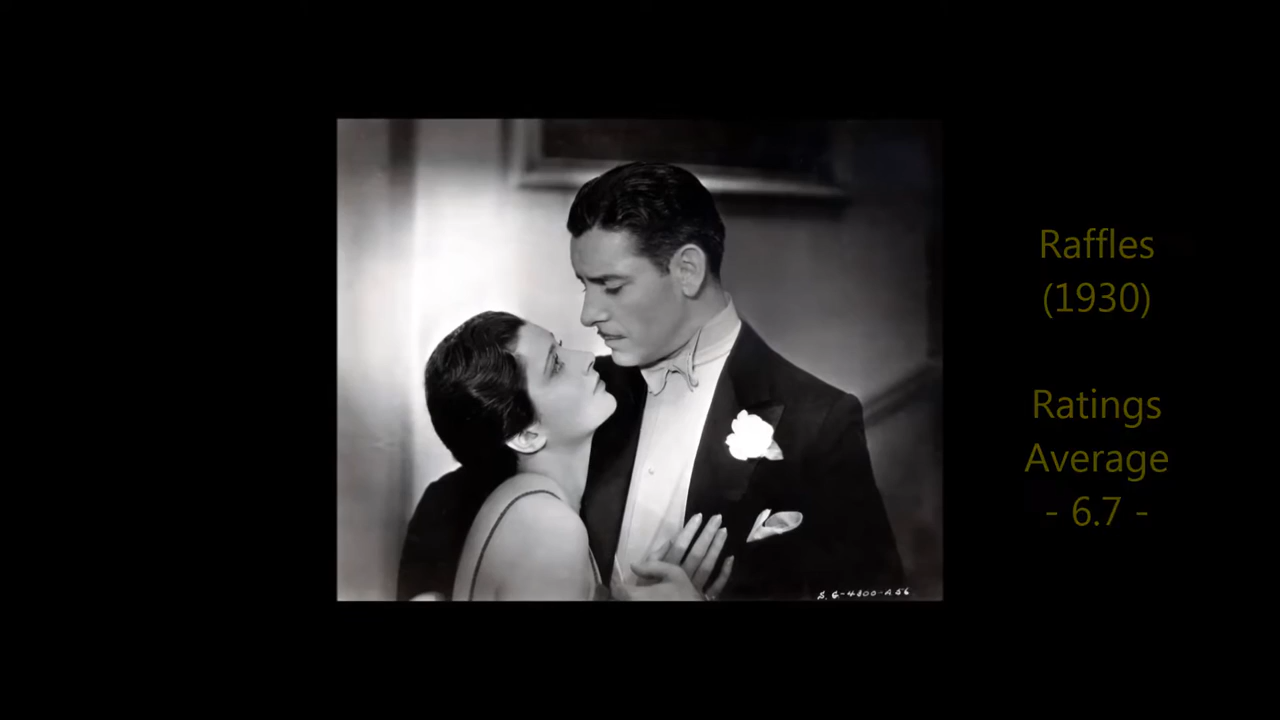 Raffles
(1930)
Ratings
Average
- 6.7 -
S.G-4800-A56